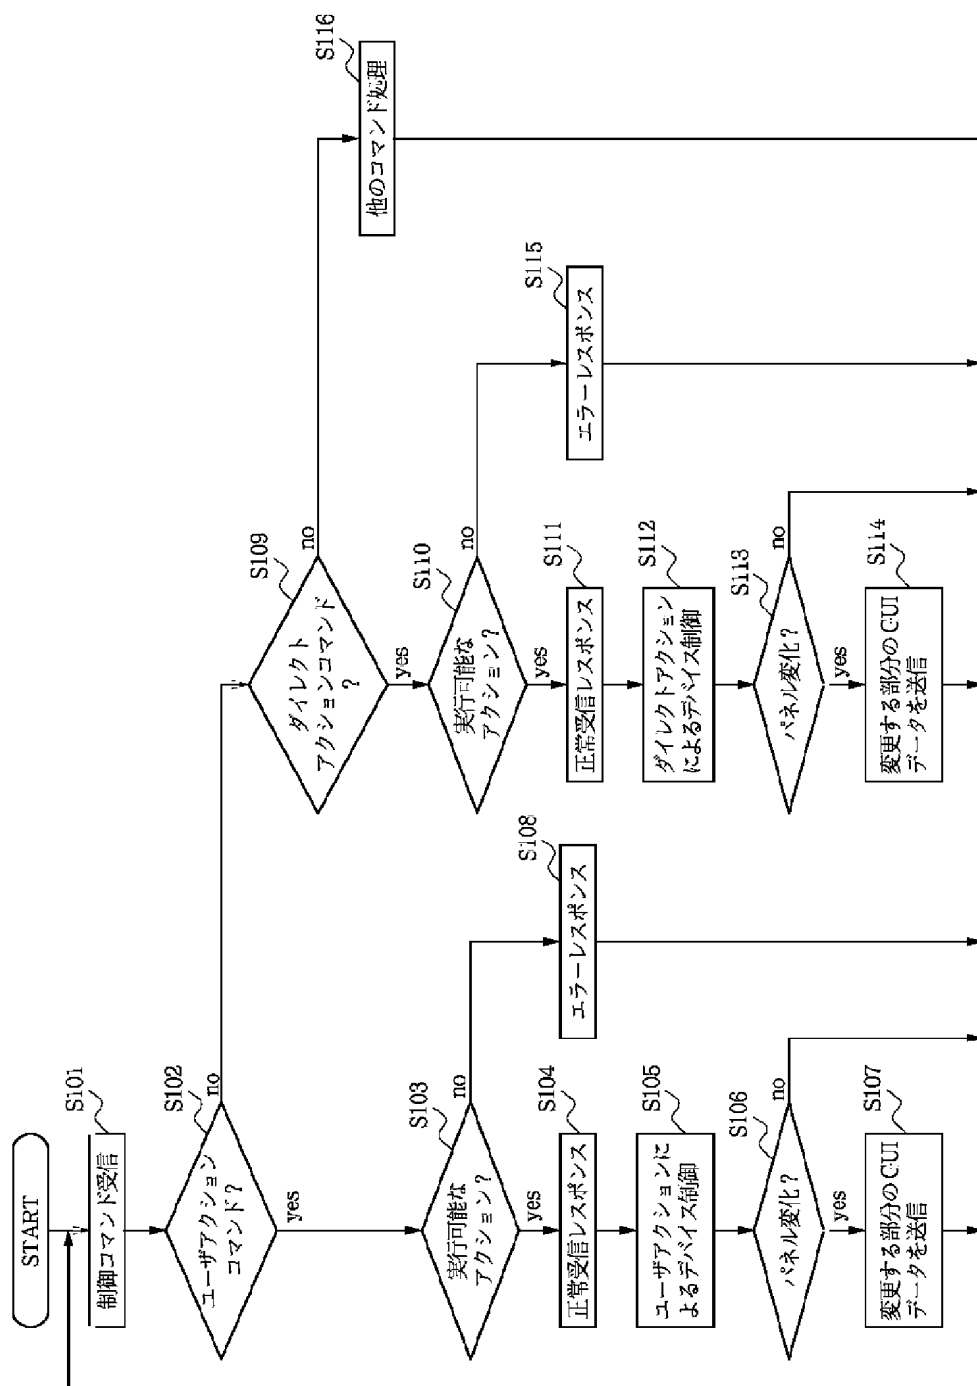 START
S101
制御コマンド受信
S102
ユーザアクション
コマンド?
no
yes
S103
実行可能な
アクション?
no
yes
S104
正常受信レスポンス
S105
ユーザアクションに
よるデバイス制御
S106
パネル変化?
no
yes
S107
変更する部分のGUI
データを送信
S108
エラーレスポンス
S109
ダイレクト
アクションコマンド
?
no
yes
S110
実行可能な
アクション?
no
yes
S111
正常受信レスポンス
S112
ダイレクトアクション
によるデバイス制御
S113
パネル変化?
no
yes
S114
変更する部分のGUI
データを送信
S115
エラーレスポンス
S116
他のコマンド処理